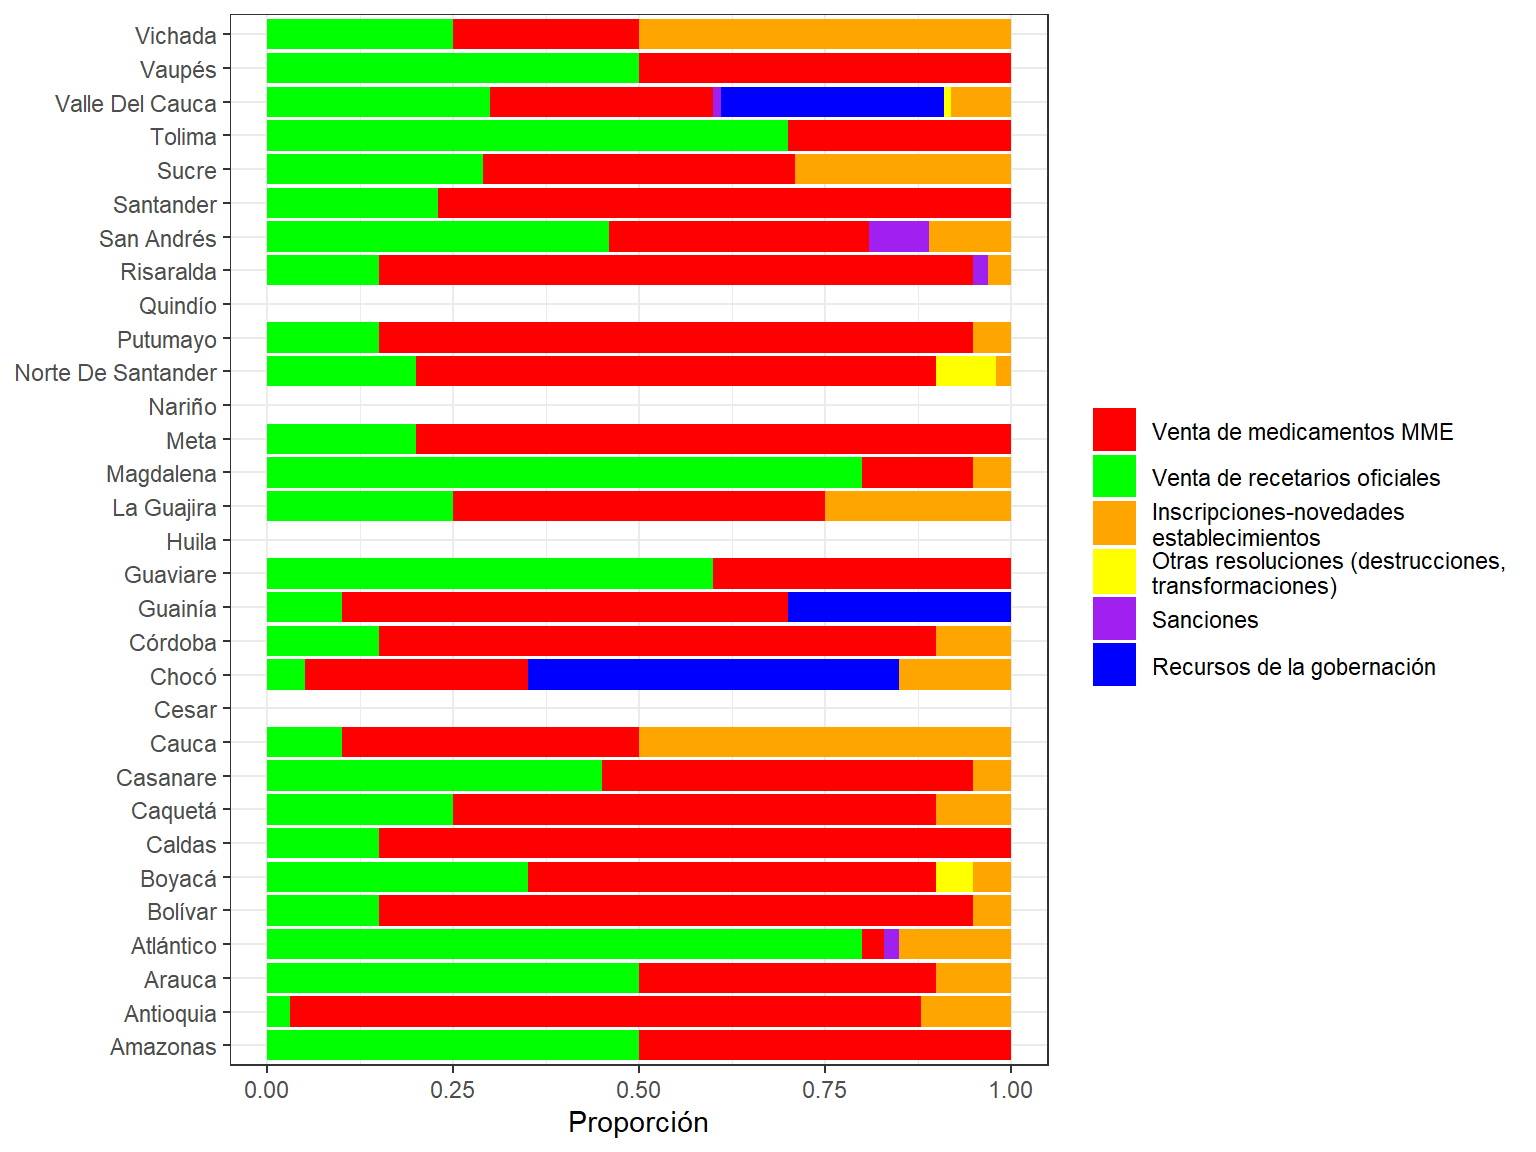 Vichada
Vaupés
Valle Del Cauca
Tolima
Sucre
Santander
San Andrés
Risaralda
Quindío
Putumayo
Norte De Santander
Nariño
Meta
Magdalena
La Guajira
Huila
Guaviare
Guainía
Córdoba
Chocó
Cesar
Cauca
Casanare
Caquetá
Caldas
Boyacá
Bolívar
Atlántico
Arauca
Antioquia
Amazonas
0.00 0.25 0.50 0.75 1.00
Proporción
Venta de medicamentos MME
Venta de recetarios oficiales
Inscripciones-novedades
establecimientos
Otras resoluciones (destrucciones,
transformaciones)
Sanciones
Recursos de la gobernación